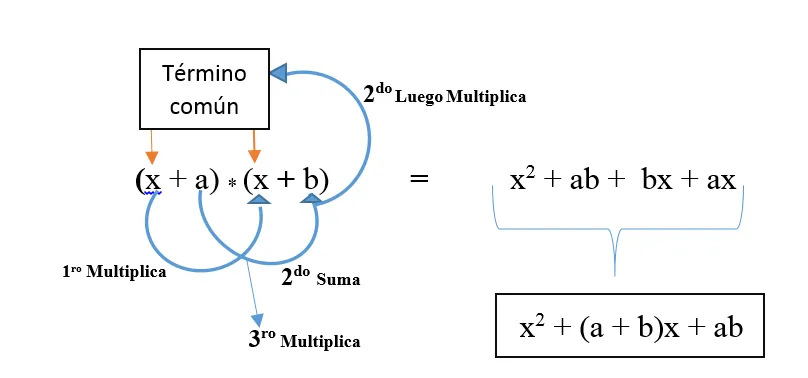 Término
común
2do Luego Multiplica
(x + a) * (x + b) = x² + ab + bx + ax
1ro Multiplica
2do Suma
3ro Multiplica
x² + (a + b)x + ab